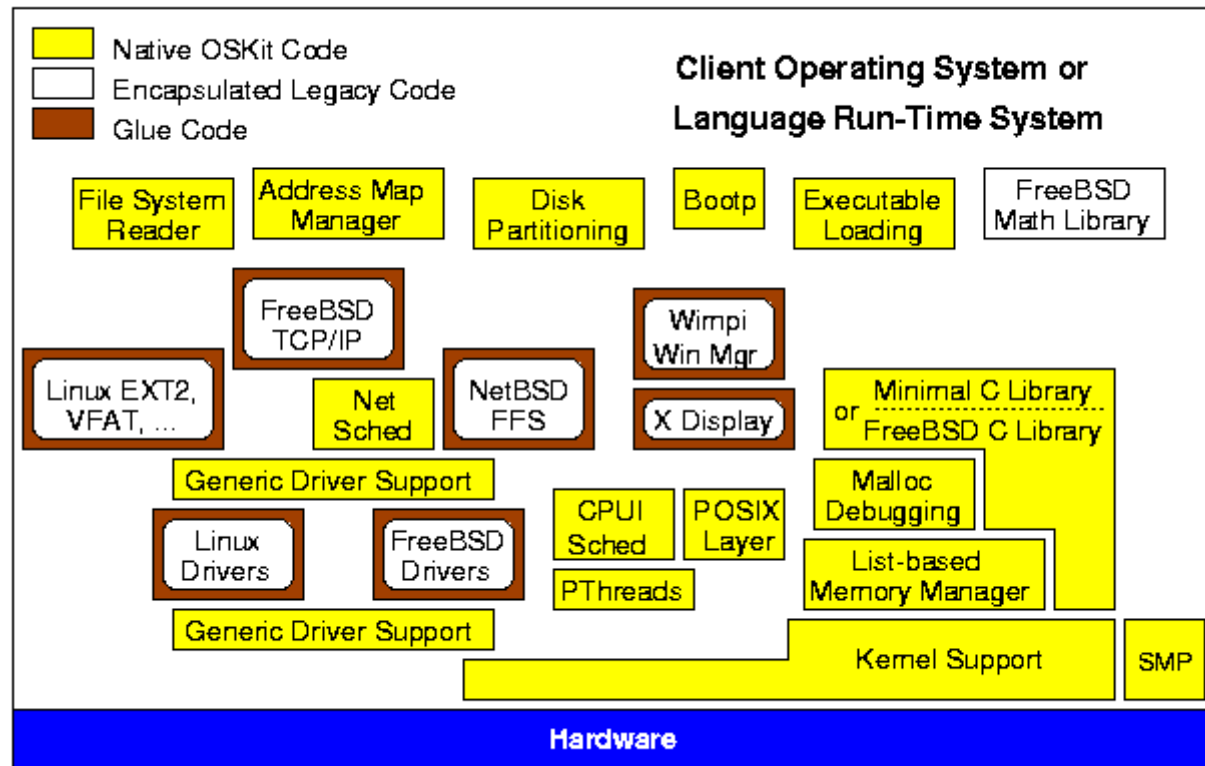 Native OSKit Code
Encapsulated Legacy Code
Glue Code
Client Operating System or
Language Run-Time System
File System
Reader
Address Map
Manager
Disk
Partitioning
Bootp
Executable
Loading
FreeBSD
Math Library
FreeBSD
TCP/IP
Wimpi
Win Mgr
Linux EXT2,
VFAT, ...
Net
Sched
NetBSD
FFS
X Display
or
Minimal C Library
FreeBSD C Library
Generic Driver Support
Malloc
Debugging
Linux
Drivers
FreeBSD
Drivers
CPUI
Sched
POSIX
Layer
PThreads
List-based
Memory Manager
Generic Driver Support
Kernel Support
SMP
Hardware